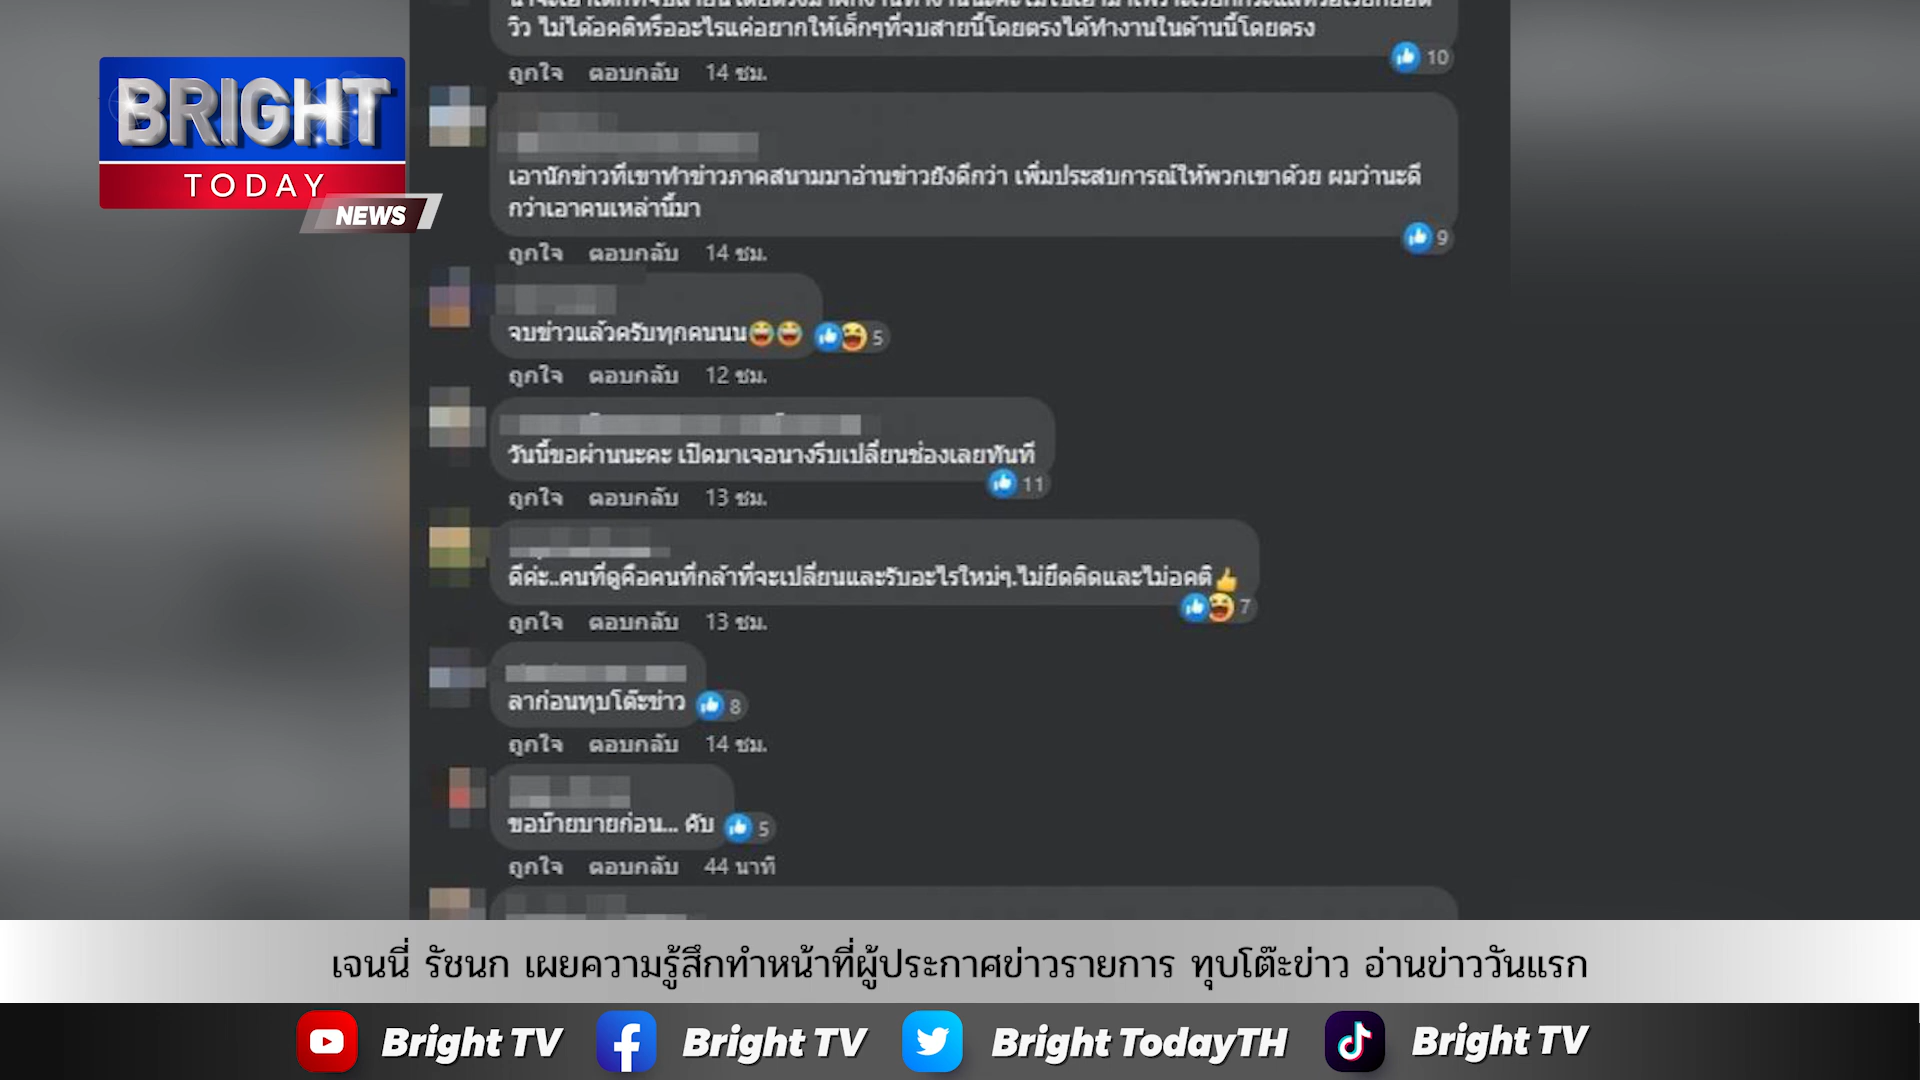 วิว ไม่ได้อคติหรืออะไรแค่อยากให้เด็กๆที่จบสายนี้โดยตรงได้ทำงานในด้านนี้โดยตรง
10
ถูกใจ ตอบกลับ 14 ชม.
BRIGHT
TODAY
NEWS
เอานักข่าวที่เขาทำข่าวภาคสนามมาอ่านข่าวยังดีกว่า เพิ่มประสบการณ์ให้พวกเขาด้วย ผมว่านะดี
กว่าเอาคนเหล่านี้มา
9
ถูกใจ ตอบกลับ 14 ชม.
จบข่าวแล้วครับทุกคนนน😂😂 5
ถูกใจ ตอบกลับ 12 ชม.
วันนี้ขอผ่านนะคะ เปิดมาเจอนางรีบเปลี่ยนช่องเลยทันที
11
ถูกใจ ตอบกลับ 13 ชม.
ดีค่ะ..คนที่ดูคือคนที่กล้าที่จะเปลี่ยนและรับอะไรใหม่ๆ.ไม่ยึดติดและไม่อคติ👍
7
ถูกใจ ตอบกลับ 13 ชม.
ลาก่อนทุบโต๊ะข่าว 8
ถูกใจ ตอบกลับ 14 ชม.
ขอบ๊ายบายก่อน... คับ 5
ถูกใจ ตอบกลับ 44 นาที
เจนนี่ รัชนก เผยความรู้สึกทำหน้าที่ผู้ประกาศข่าวรายการ ทุบโต๊ะข่าว อ่านข่าววันแรก
Bright TV Bright TV Bright TodayTH Bright TV